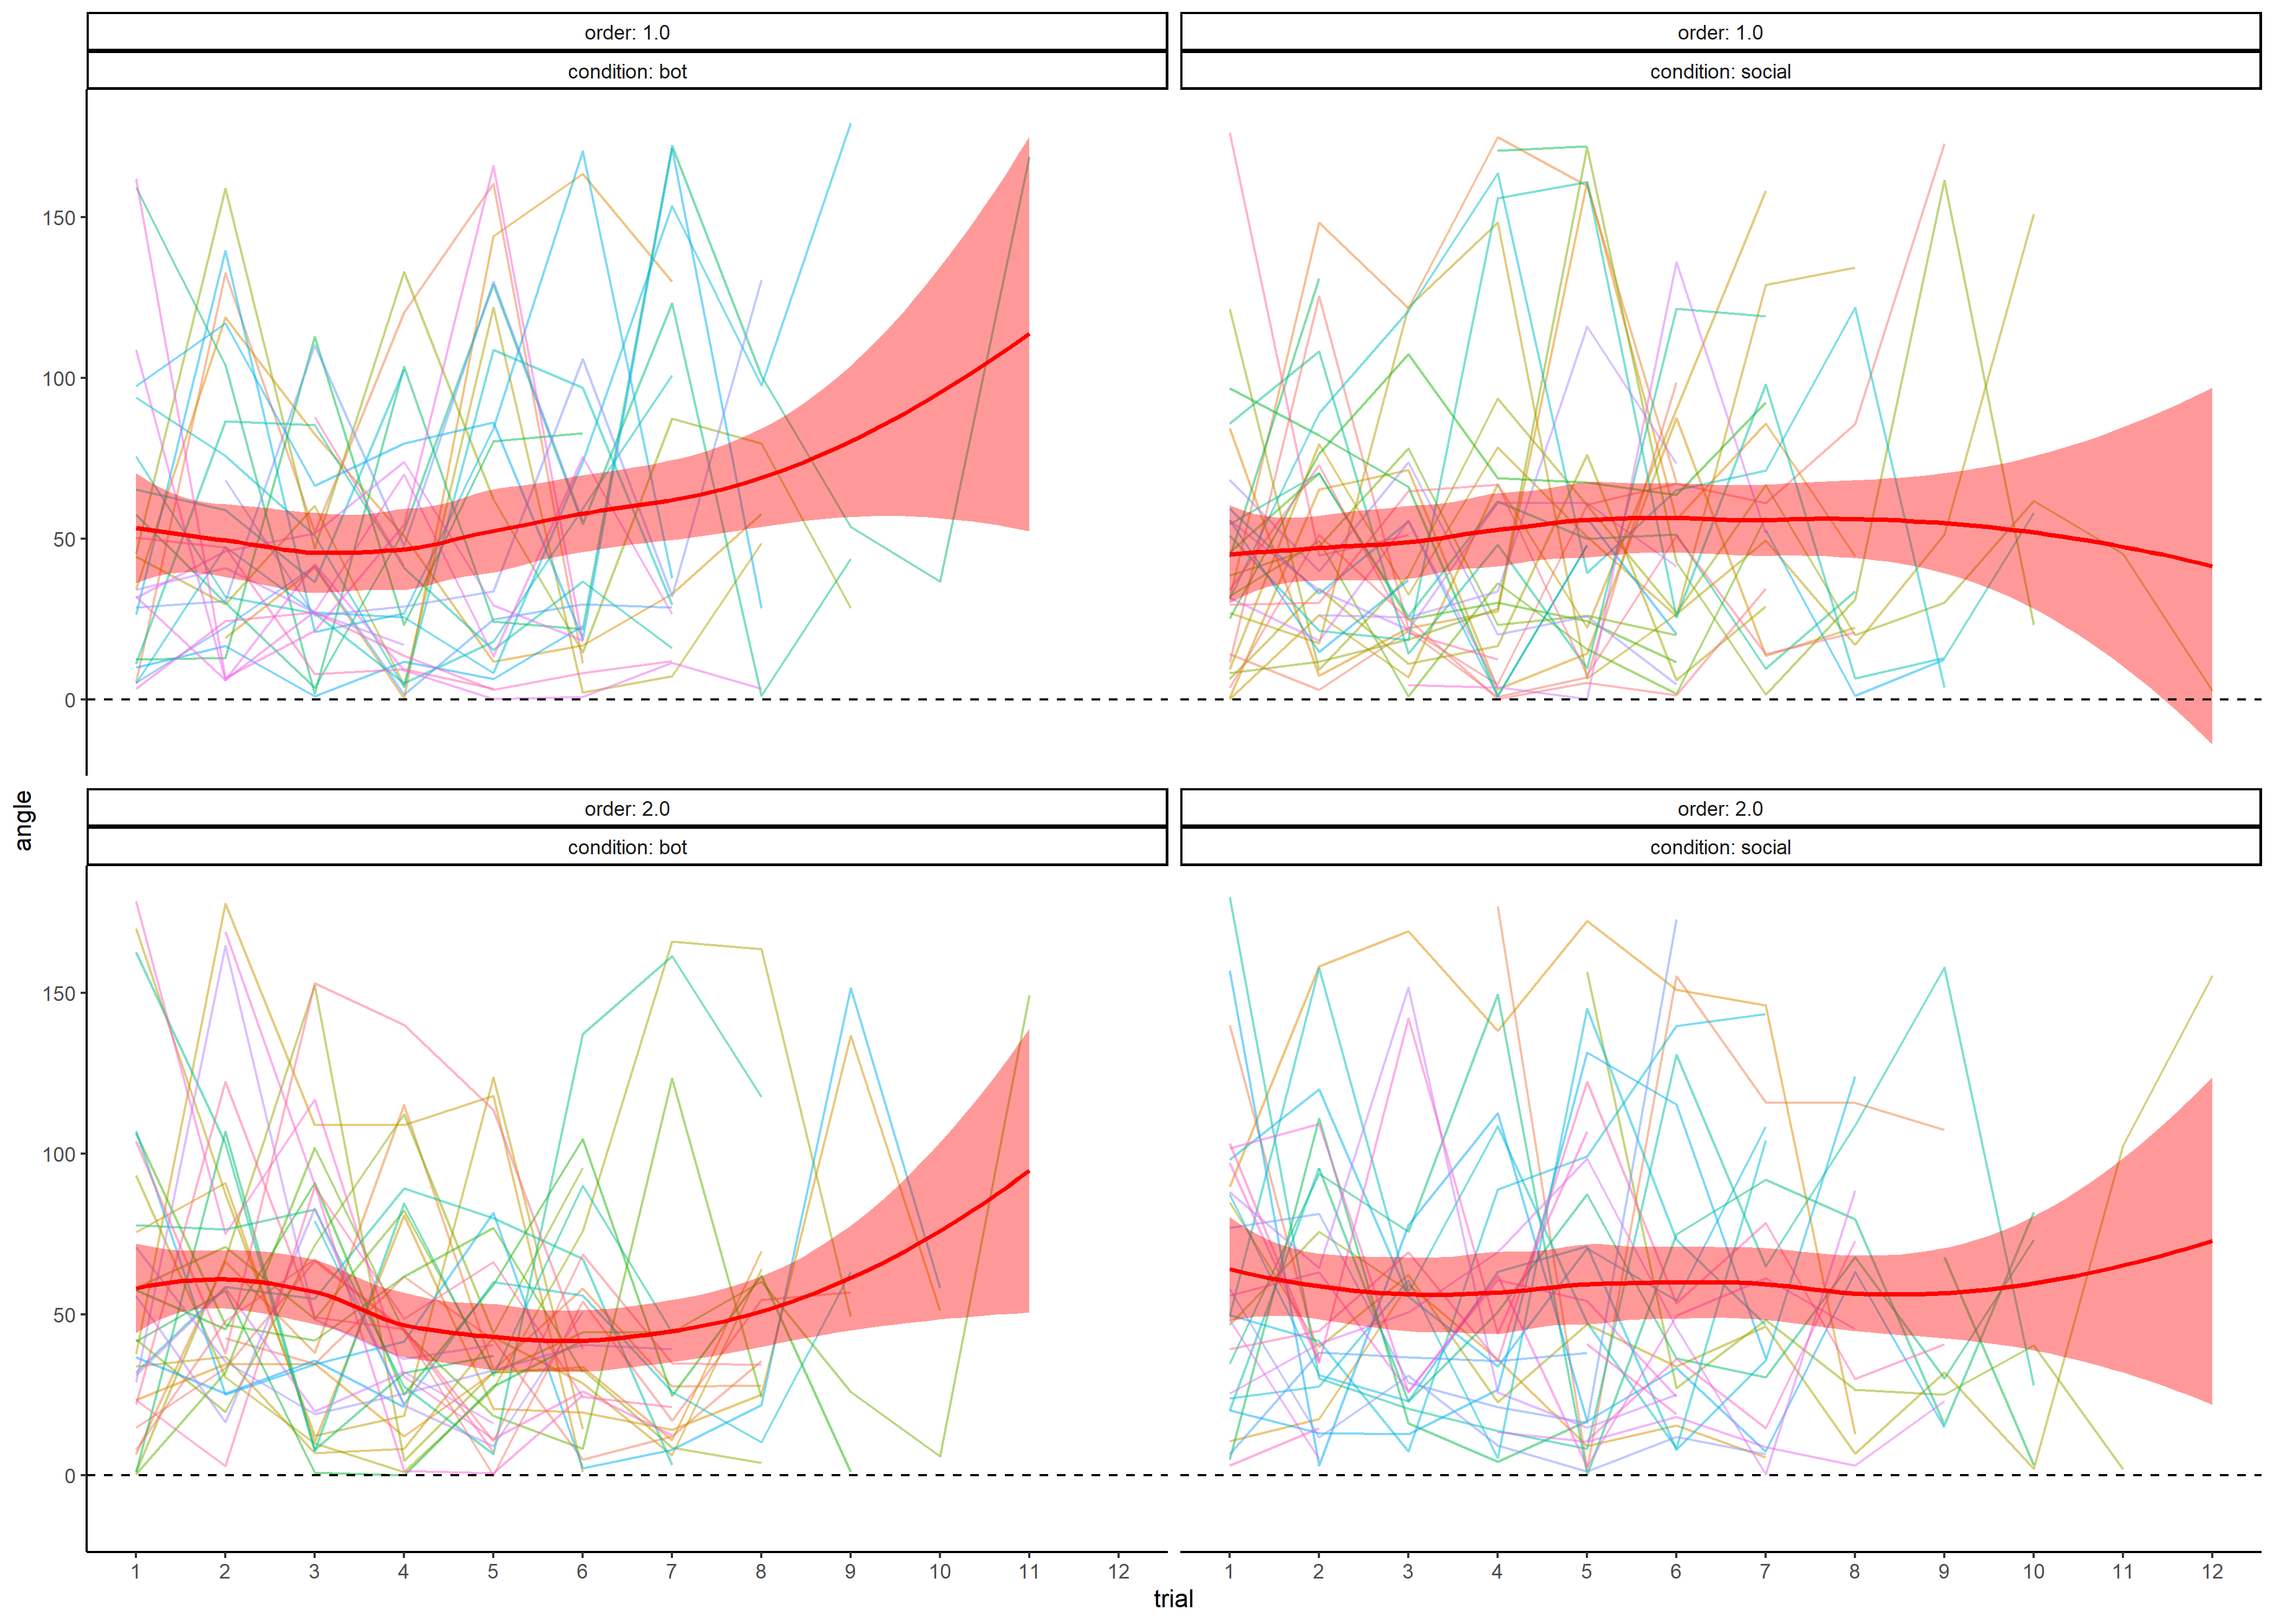 order: 1.0
order: 1.0
condition: bot
condition: social
150
100
50
0
angle
order: 2.0
order: 2.0
condition: bot
condition: social
150
100
50
0
1 2 3 4 5 6 7 8 9 10 11 12
1 2 3 4 5 6 7 8 9 10 11 12
trial